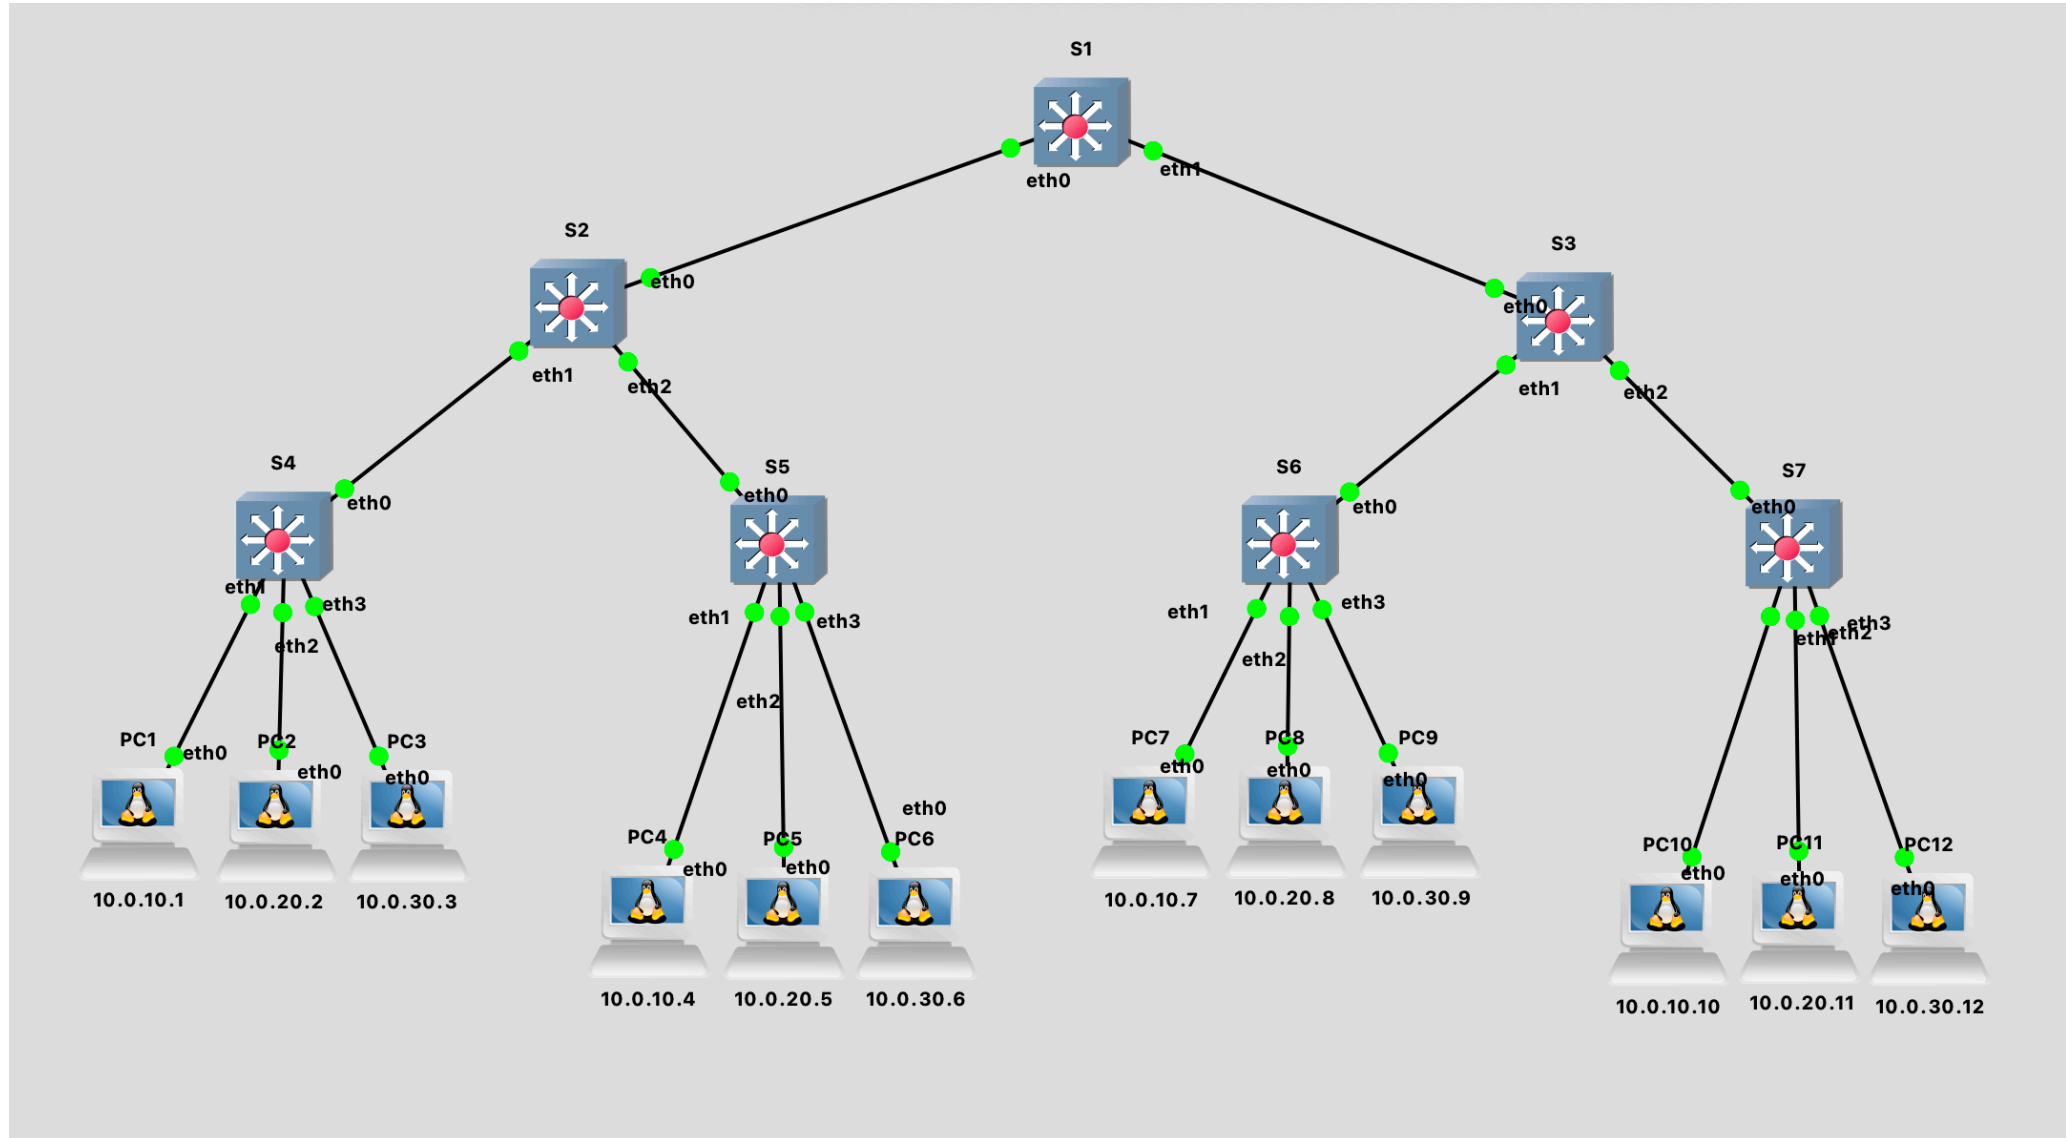 S1
eth0
eth1
S2
eth0
eth1
eth2
S3
eth0
eth1
eth2
S4
eth0
eth1
eth2
eth3
S5
eth0
eth1
eth2
eth3
S6
eth0
eth1
eth2
eth3
S7
eth0
eth1
eth2
eth3
PC1
eth0
10.0.10.1
PC2
eth0
10.0.20.2
PC3
eth0
10.0.30.3
PC4
eth0
10.0.10.4
PC5
eth0
10.0.20.5
PC6
eth0
10.0.30.6
PC7
eth0
10.0.10.7
PC8
eth0
10.0.20.8
PC9
eth0
10.0.30.9
PC10
eth0
10.0.10.10
PC11
eth0
10.0.20.11
PC12
eth0
10.0.30.12